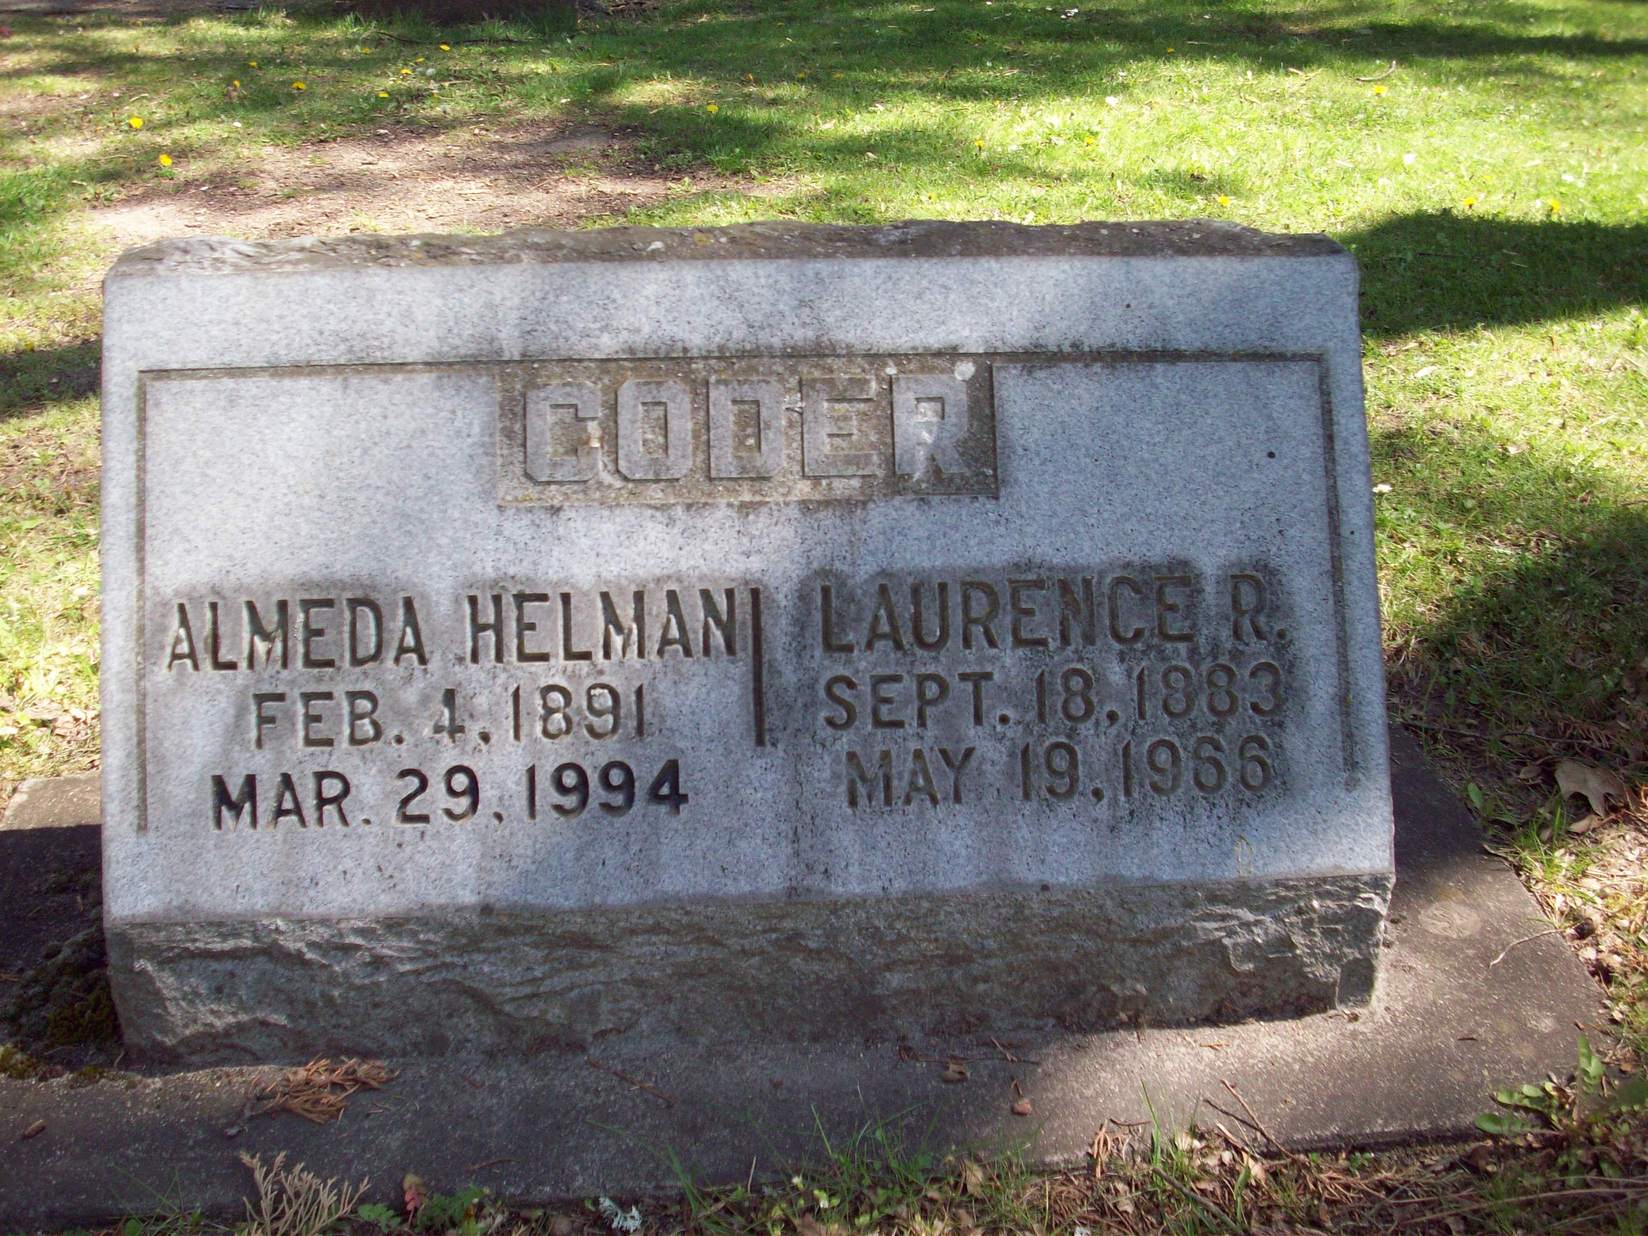 CODER
ALMEDA HELMAN
FEB. 4, 1891
MAR. 29, 1994
LAURENCE R.
SEPT. 18, 1883
MAY 19, 1966